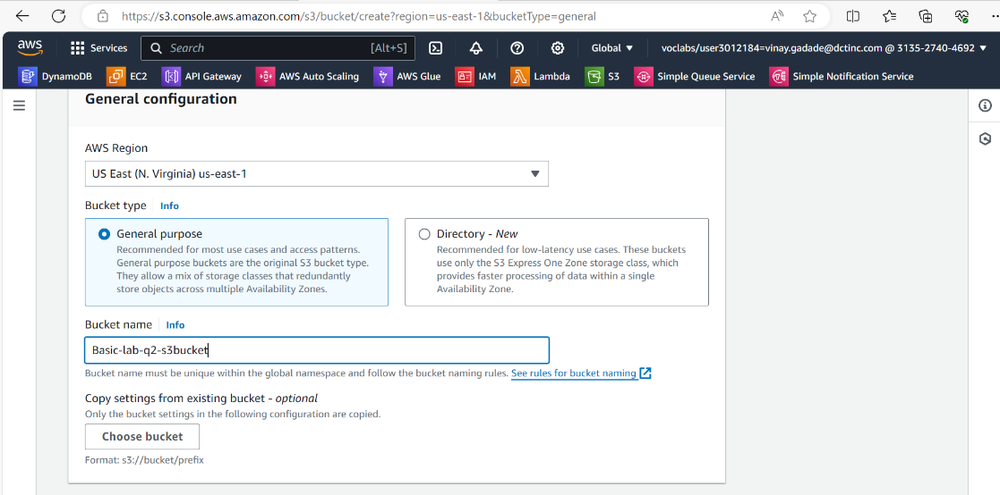 https://s3.console.aws.amazon.com/s3/bucket/create?region=us-east-1&bucketType=general
aws Services Search [Alt+S] Global voclabs/user3012184=vinay.gadade@dctinc.com @ 3135-2740-4692
DynamoDB EC2 API Gateway AWS Auto Scaling AWS Glue IAM Lambda S3 Simple Queue Service Simple Notification Service
General configuration
AWS Region
US East (N. Virginia) us-east-1
Bucket type Info
General purpose
Recommended for most use cases and access patterns.
General purpose buckets are the original S3 bucket type.
They allow a mix of storage classes that redundantly
store objects across multiple Availability Zones.
Directory - New
Recommended for low-latency use cases. These buckets
use only the S3 Express One Zone storage class, which
provides faster processing of data within a single
Availability Zone.
Bucket name Info
Basic-lab-q2-s3bucket
Bucket name must be unique within the global namespace and follow the bucket naming rules. See rules for bucket naming
Copy settings from existing bucket - optional
Only the bucket settings in the following configuration are copied.
Choose bucket
Format: s3://bucket/prefix